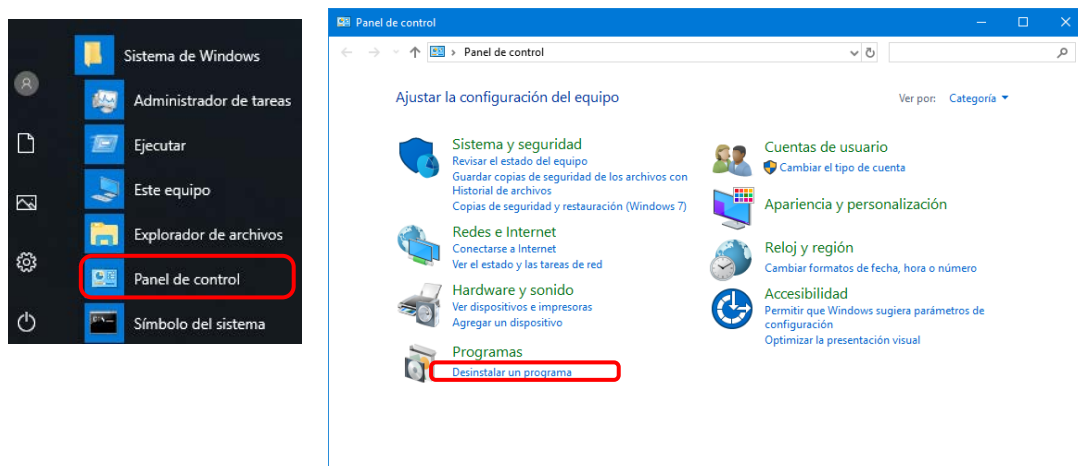 Sistema de Windows
Administrador de tareas
Ejecutar
Este equipo
Explorador de archivos
Panel de control
Símbolo del sistema
Panel de control
Panel de control
Ajustar la configuración del equipo
Ver por: Categoría
Sistema y seguridad
Revisar el estado del equipo
Guardar copias de seguridad de los archivos con
Historial de archivos
Copias de seguridad y restauración (Windows 7)
Redes e Internet
Conectarse a Internet
Ver el estado y las tareas de red
Hardware y sonido
Ver dispositivos e impresoras
Agregar un dispositivo
Programas
Desinstalar un programa
Cuentas de usuario
Cambiar el tipo de cuenta
Apariencia y personalización
Reloj y región
Cambiar formatos de fecha, hora o número
Accesibilidad
Permitir que Windows sugiera parámetros de
configuración
Optimizar la presentación visual